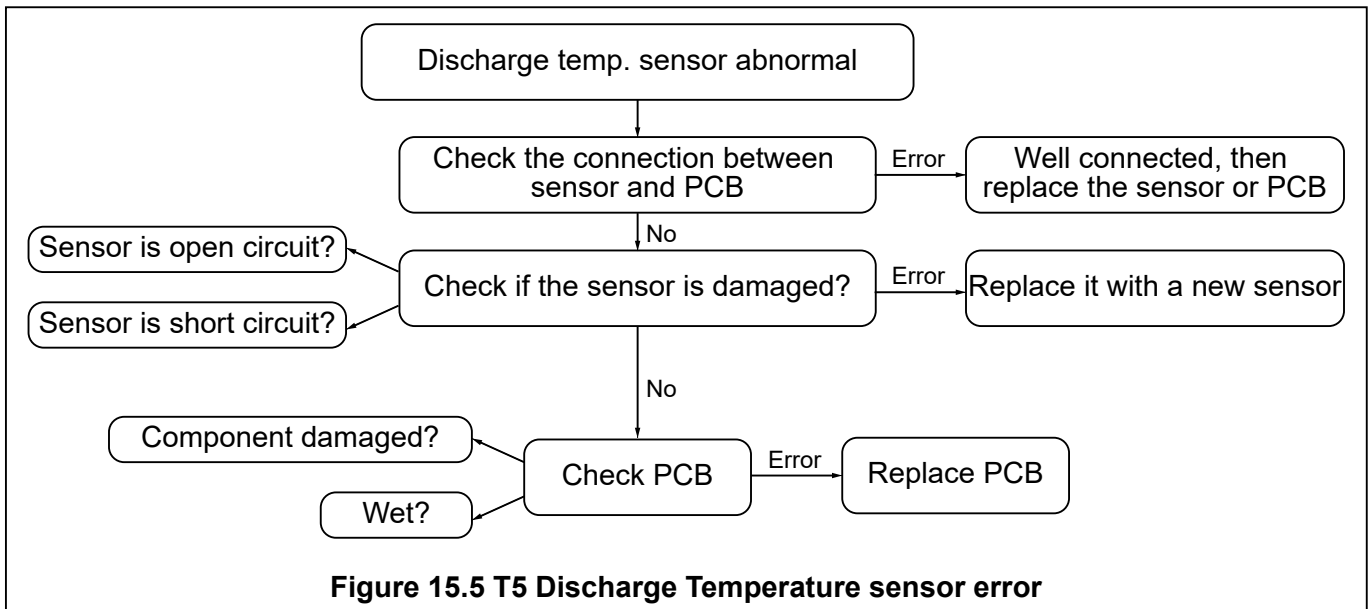 Discharge temp. sensor abnormal
Check the connection between
sensor and PCB
Error
Well connected, then
replace the sensor or PCB
No
Sensor is open circuit?
Check if the sensor is damaged?
Error
Replace it with a new sensor
Sensor is short circuit?
No
Component damaged?
Check PCB
Error
Replace PCB
Wet?
Figure 15.5 T5 Discharge Temperature sensor error